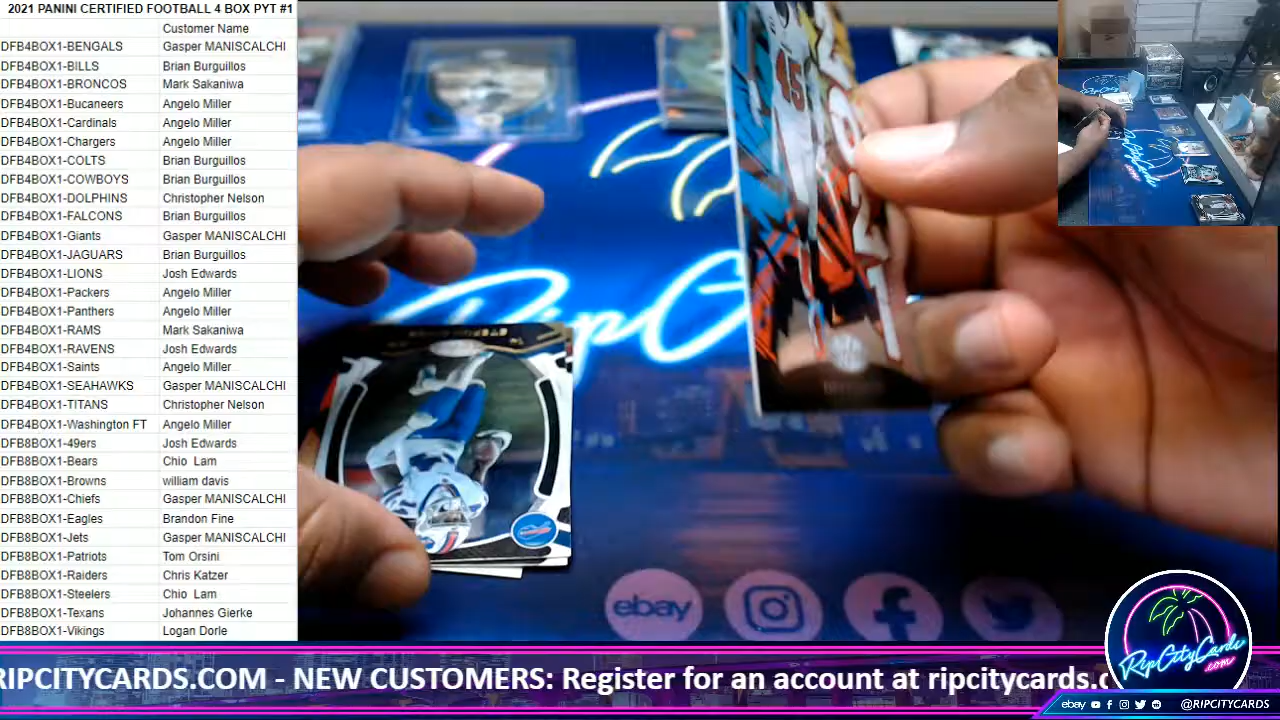 2021 PANINI CERTIFIED FOOTBALL 4 BOX PYT #1
Customer Name
DFB4BOX1-BENGALS Gasper MANISCALCHI
DFB4BOX1-BILLS Brian Burguillos
DFB4BOX1-BRONCOS Mark Sakaniwa
DFB4BOX1-Bucaneers Angelo Miller
DFB4BOX1-Cardinals Angelo Miller
DFB4BOX1-Chargers Angelo Miller
DFB4BOX1-COLTS Brian Burguillos
DFB4BOX1-COWBOYS Brian Burguillos
DFB4BOX1-DOLPHINS Christopher Nelson
DFB4BOX1-FALCONS Brian Burguillos
DFB4BOX1-Giants Gasper MANISCALCHI
DFB4BOX1-JAGUARS Brian Burguillos
DFB4BOX1-LIONS Josh Edwards
DFB4BOX1-Packers Angelo Miller
DFB4BOX1-Panthers Angelo Miller
DFB4BOX1-RAMS Mark Sakaniwa
DFB4BOX1-RAVENS Josh Edwards
DFB4BOX1-Saints Angelo Miller
DFB4BOX1-SEAHAWKS Gasper MANISCALCHI
DFB4BOX1-TITANS Christopher Nelson
DFB4BOX1-Washington FT Angelo Miller
DFB8BOX1-49ers Josh Edwards
DFB8BOX1-Bears Chio Lam
DFB8BOX1-Browns william davis
DFB8BOX1-Chiefs Gasper MANISCALCHI
DFB8BOX1-Eagles Brandon Fine
DFB8BOX1-Jets Gasper MANISCALCHI
DFB8BOX1-Patriots Tom Orsini
DFB8BOX1-Raiders Chris Katzer
DFB8BOX1-Steelers Chio Lam
DFB8BOX1-Texans Johannes Gierke
DFB8BOX1-Vikings Logan Dorle
45
Rip C
ebay
RIPCITYCARDS.COM - NEW CUSTOMERS: Register for an account at ripcitycards.c
RipCityCards
.com
ebay @RIPCITYCARDS